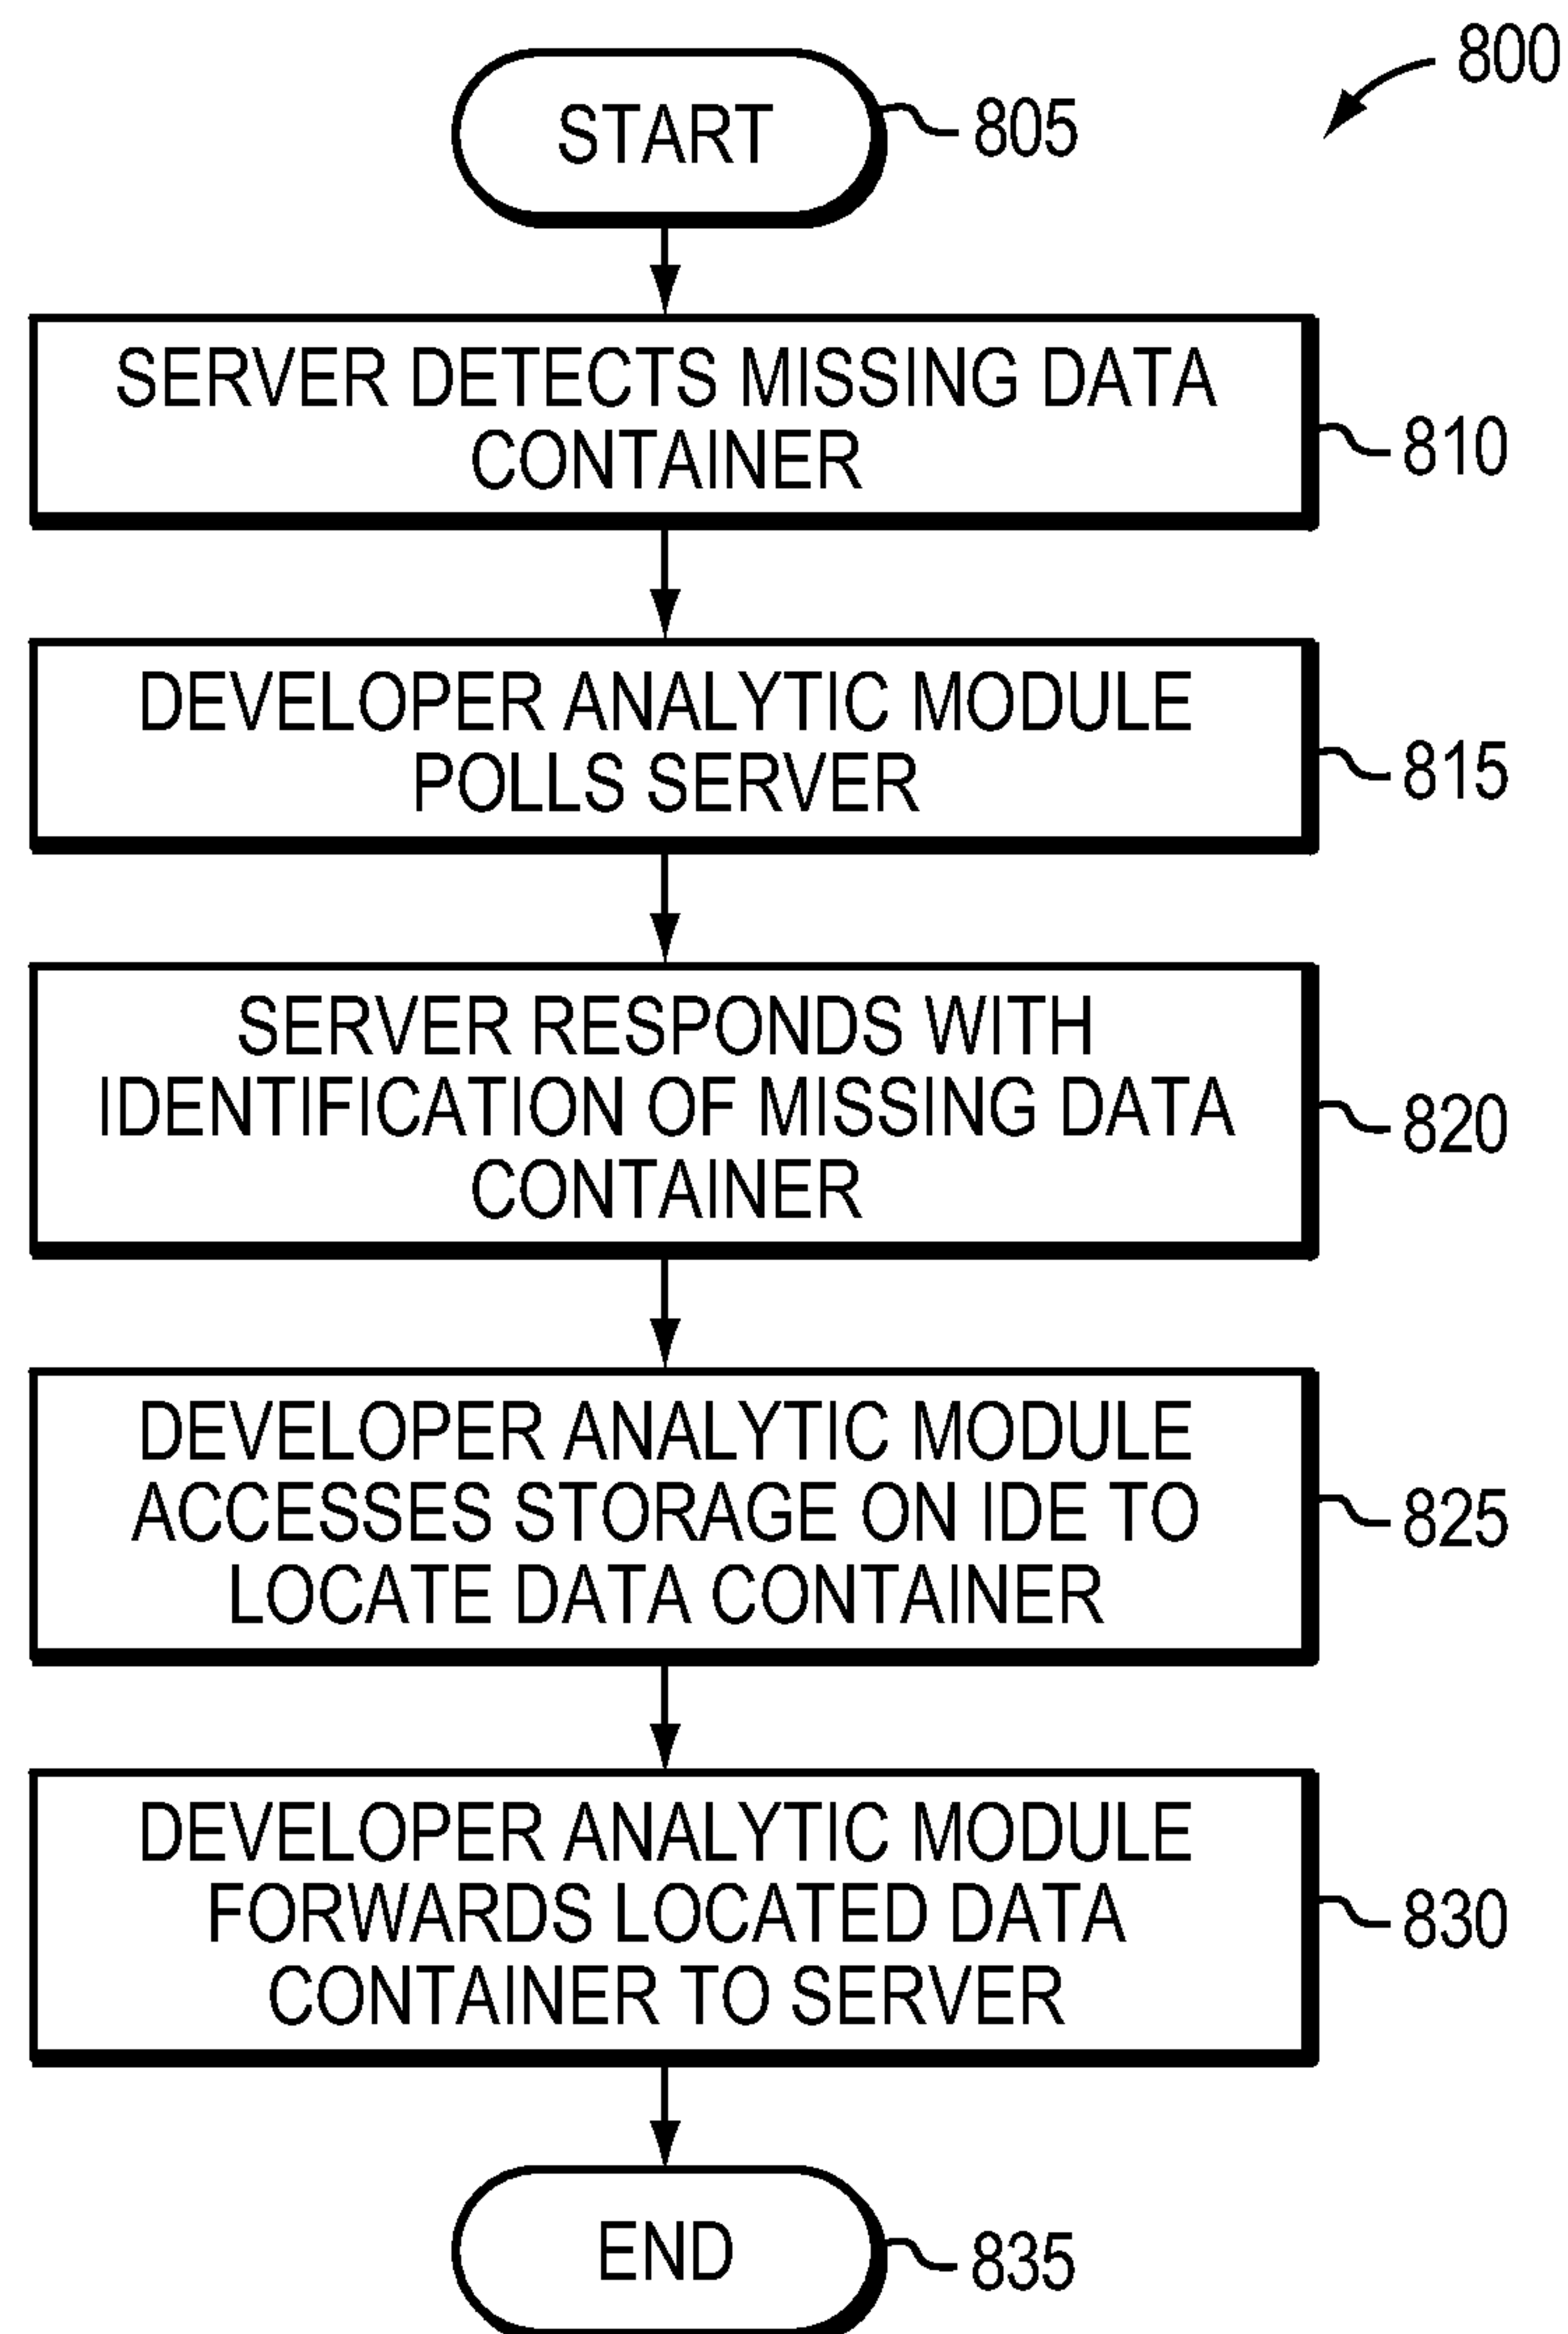 800
START
805
SERVER DETECTS MISSING DATA
CONTAINER
810
DEVELOPER ANALYTIC MODULE
POLLS SERVER
815
SERVER RESPONDS WITH
IDENTIFICATION OF MISSING DATA
CONTAINER
820
DEVELOPER ANALYTIC MODULE
ACCESSES STORAGE ON IDE TO
LOCATE DATA CONTAINER
825
DEVELOPER ANALYTIC MODULE
FORWARDS LOCATED DATA
CONTAINER TO SERVER
830
END
835